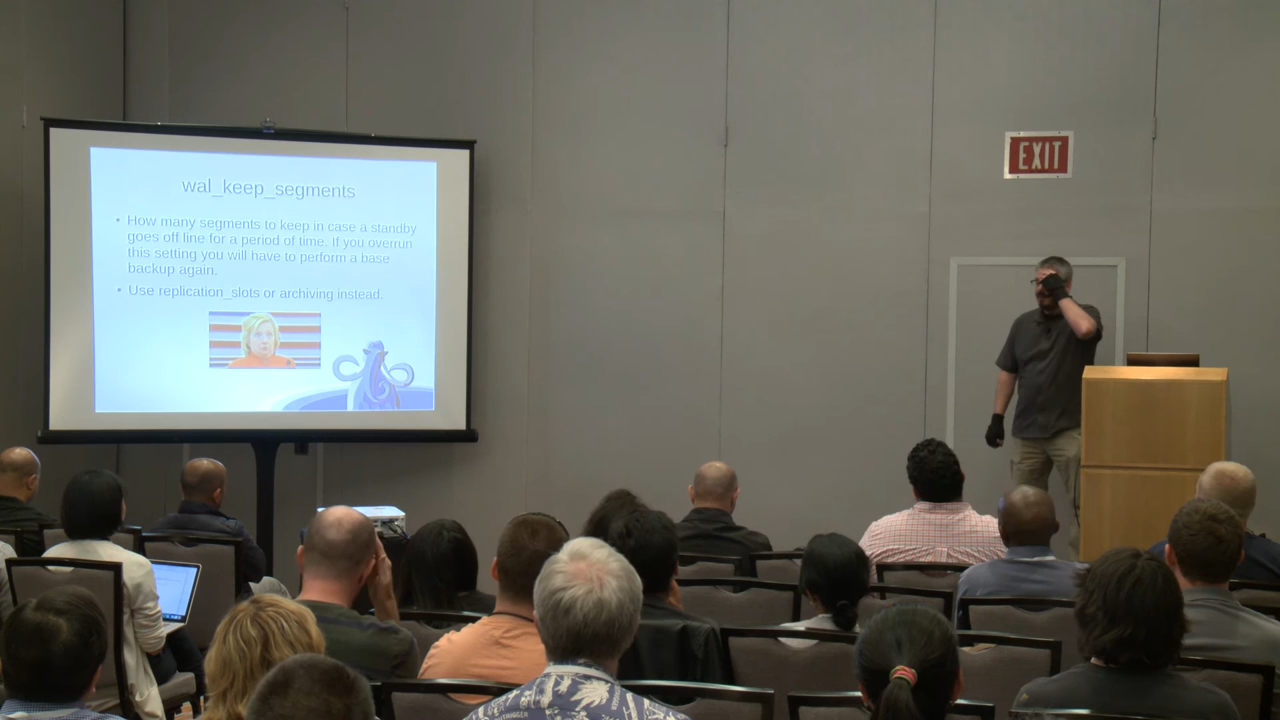 wal_keep_segments
• How many segments to keep in case a standby
goes off line for a period of time. If you overrun
this setting you will have to perform a base
backup again.
• Use replication_slots or archiving instead.
EXIT